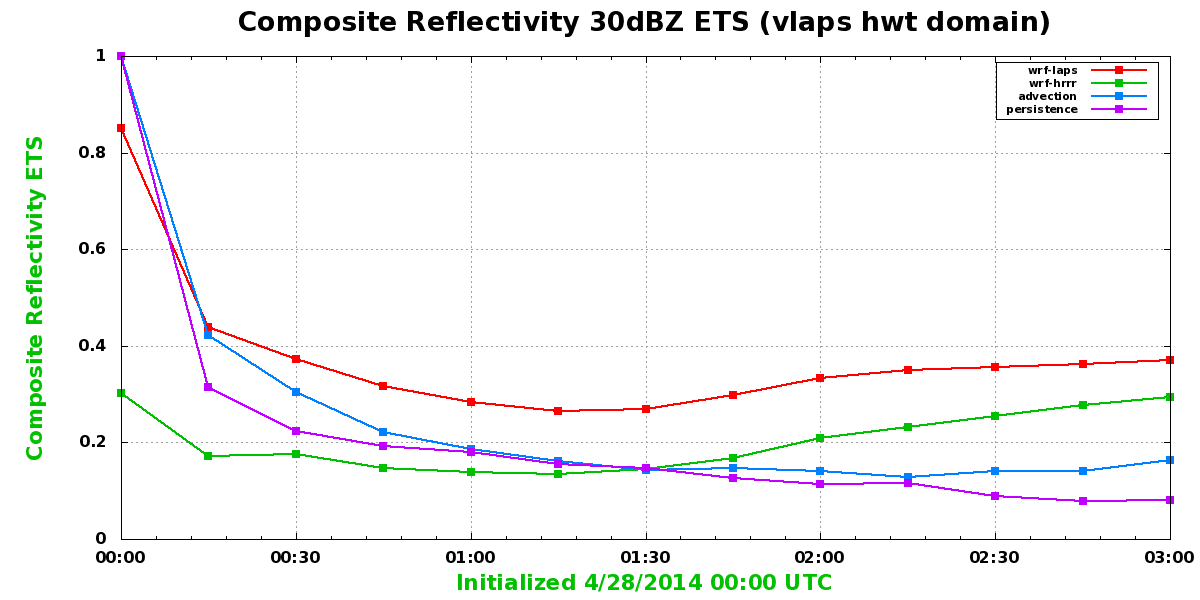 Composite Reflectivity 30dBZ ETS (vlaps hwt domain)
wrf-laps
wrf-hrrr
advection
persistence
Composite Reflectivity ETS
1
0.8
0.6
0.4
0.2
0
00:00 00:30 01:00 01:30 02:00 02:30 03:00
Initialized 4/28/2014 00:00 UTC